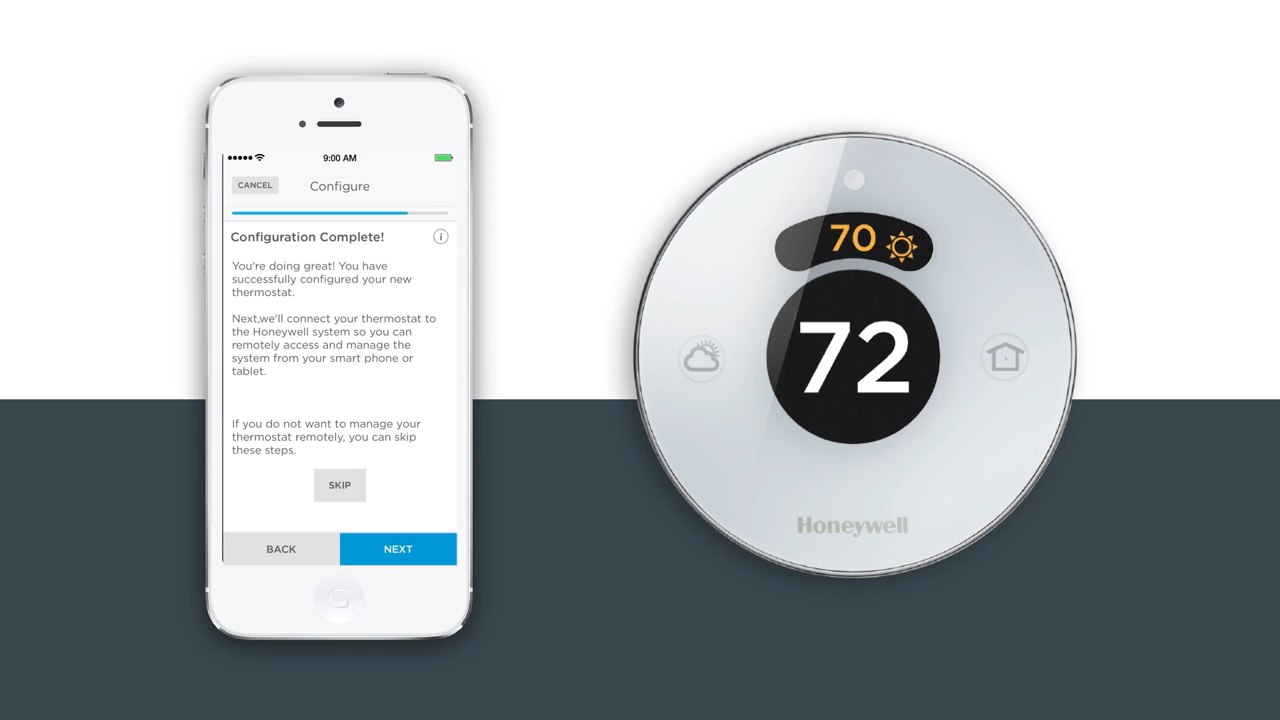 9:00 AM
CANCEL
Configure
Configuration Complete!
You're doing great! You have
successfully configured your new
thermostat.
Next,we'll connect your thermostat to
the Honeywell system so you can
remotely access and manage the
system from your smart phone or
tablet.
If you do not want to manage your
thermostat remotely, you can skip
these steps.
SKIP
BACK
NEXT
70
72
Honeywell